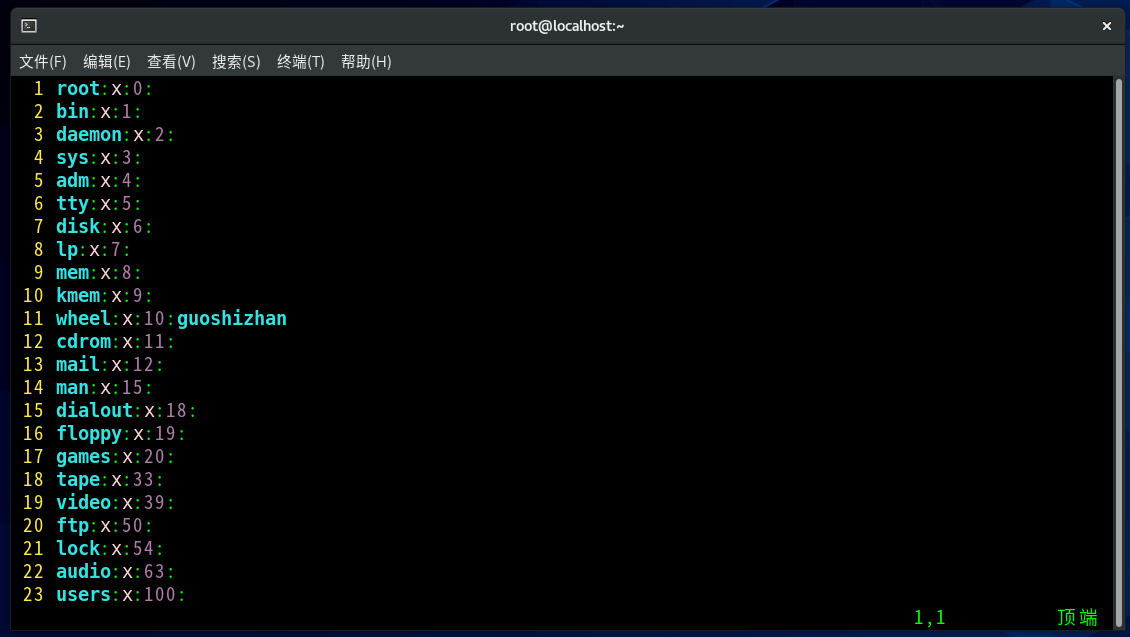 root@localhost:~
文件(F) 编辑(E) 查看(V) 搜索(S) 终端(T) 帮助(H)
1 root:x:0:
2 bin:x:1:
3 daemon:x:2:
4 sys:x:3:
5 adm:x:4:
6 tty:x:5:
7 disk:x:6:
8 lp:x:7:
9 mem:x:8:
10 kmem:x:9:
11 wheel:x:10:guoshizhan
12 cdrom:x:11:
13 mail:x:12:
14 man:x:15:
15 dialout:x:18:
16 floppy:x:19:
17 games:x:20:
18 tape:x:33:
19 video:x:39:
20 ftp:x:50:
21 lock:x:54:
22 audio:x:63:
23 users:x:100:
1,1 顶端